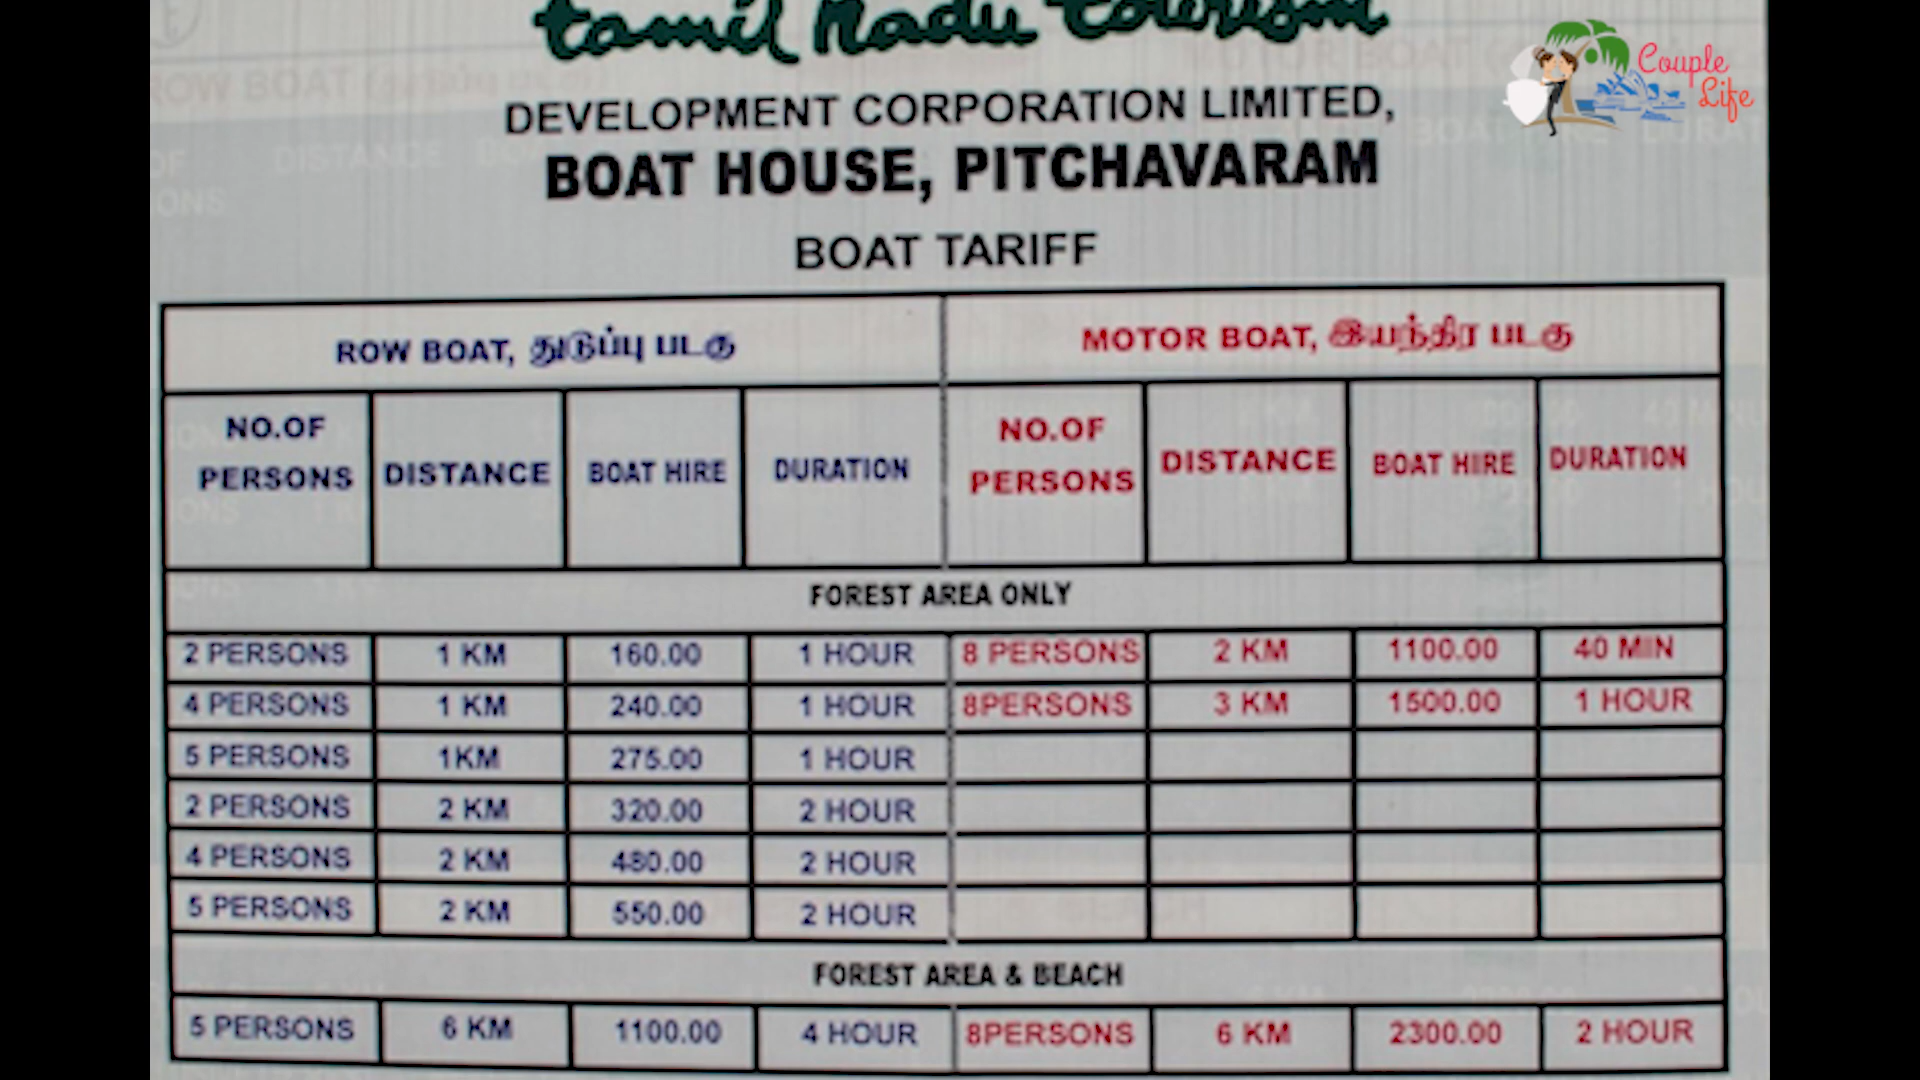 tamil nadu tourism
DEVELOPMENT CORPORATION LIMITED,
BOAT HOUSE, PITCHAVARAM
BOAT TARIFF
ROW BOAT, துடுப்பு படகு MOTOR BOAT, இயந்திர படகு
NO.OF PERSONS DISTANCE BOAT HIRE DURATION NO.OF PERSONS DISTANCE BOAT HIRE DURATION
FOREST AREA ONLY
2 PERSONS 1 KM 160.00 1 HOUR 8 PERSONS 2 KM 1100.00 40 MIN
4 PERSONS 1 KM 240.00 1 HOUR 8PERSONS 3 KM 1500.00 1 HOUR
5 PERSONS 1KM 275.00 1 HOUR
2 PERSONS 2 KM 320.00 2 HOUR
4 PERSONS 2 KM 480.00 2 HOUR
5 PERSONS 2 KM 550.00 2 HOUR
FOREST AREA & BEACH
5 PERSONS 6 KM 1100.00 4 HOUR 8PERSONS 6 KM 2300.00 2 HOUR
Couple
Life